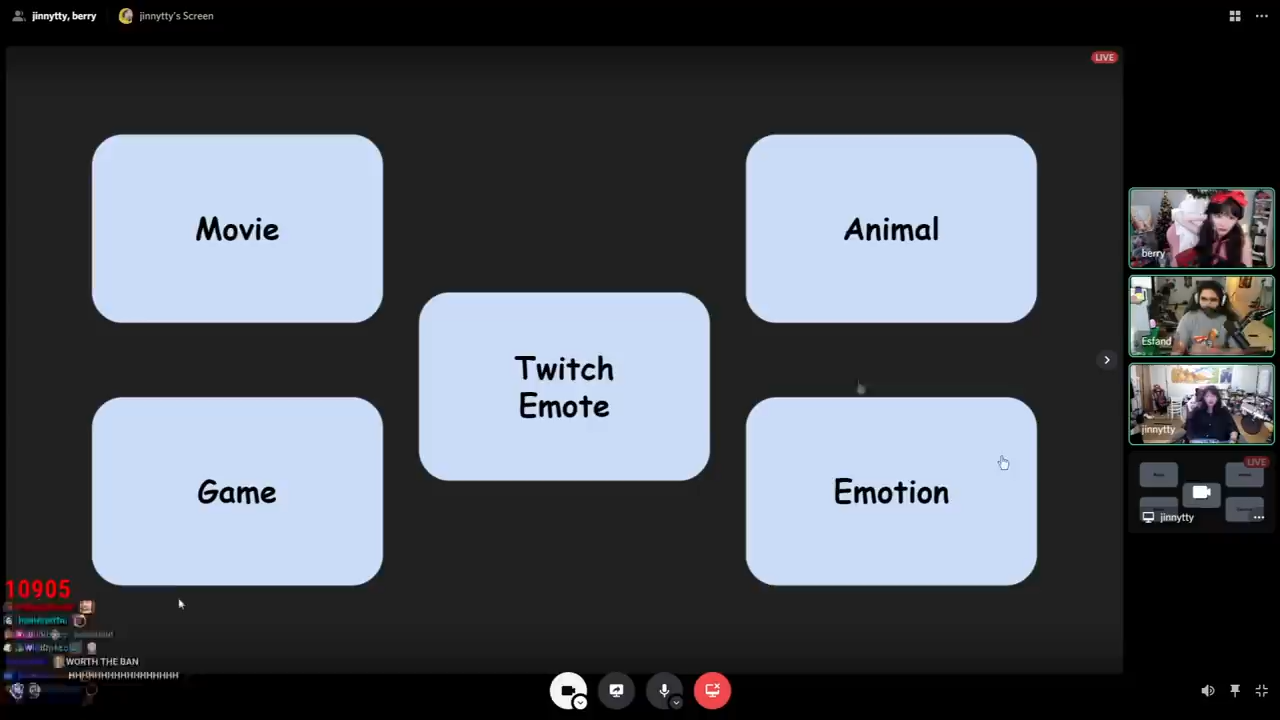 jinnytty, berry
jinnytty's Screen
LIVE
Movie
Animal
Twitch
Emote
Game
Emotion
berry
Esfand
jinnytty
LIVE
jinnytty
10905
WORTH THE BAN